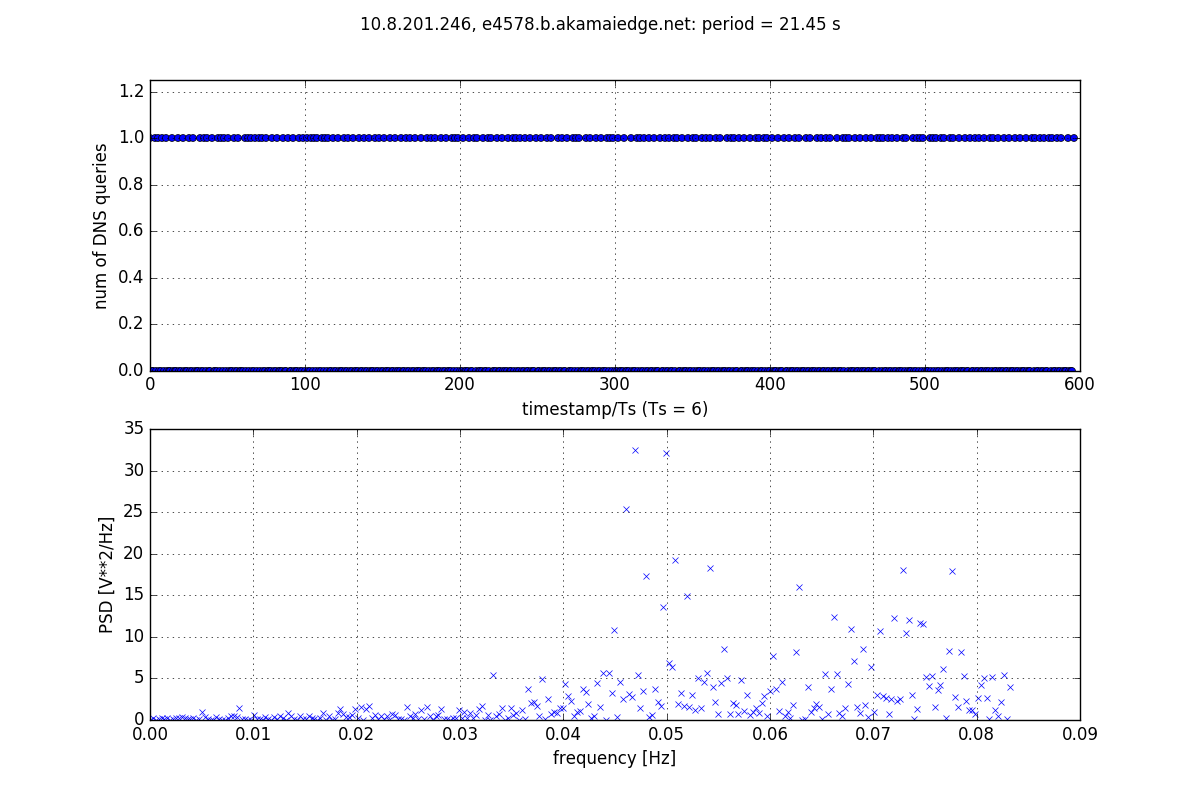 10.8.201.246, e4578.b.akamaiedge.net: period = 21.45 s
1.2
1.0
0.8
0.6
0.4
0.2
0.0
num of DNS queries
0 100 200 300 400 500 600
timestamp/Ts (Ts = 6)
35
30
25
20
15
10
5
0
PSD [V**2/Hz]
0.00 0.01 0.02 0.03 0.04 0.05 0.06 0.07 0.08 0.09
frequency [Hz]